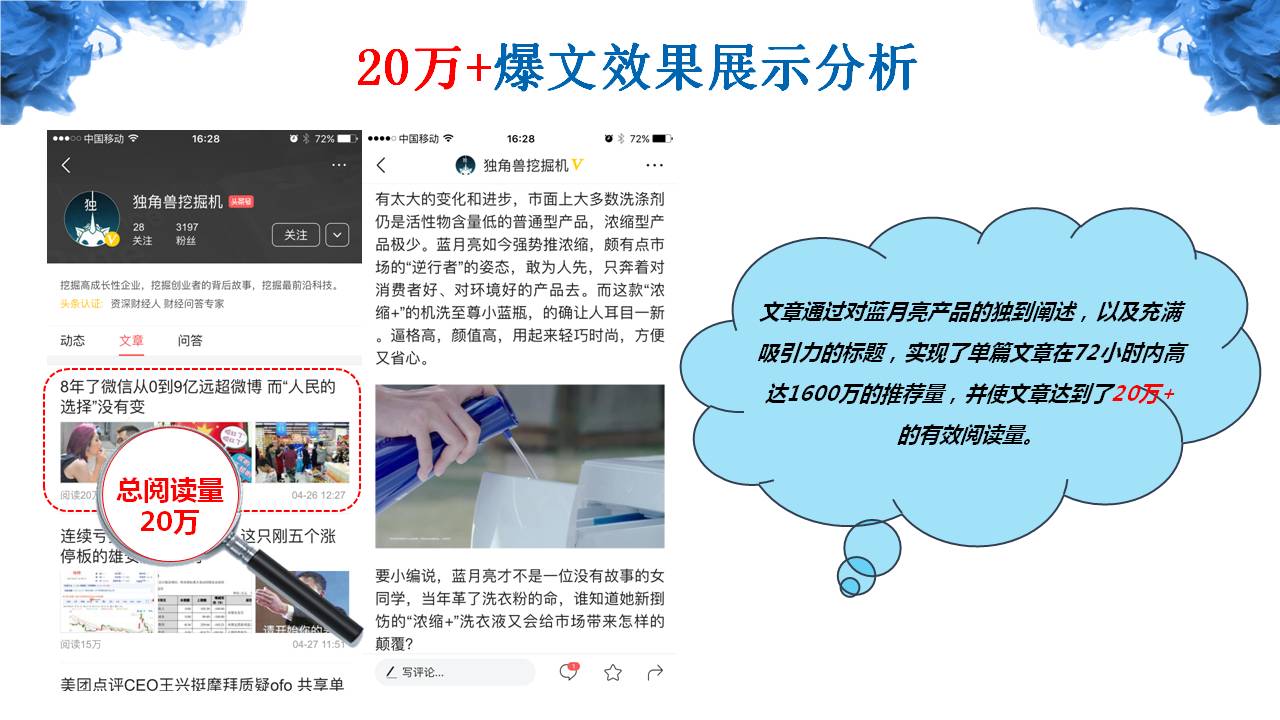 20万+爆文效果展示分析
中国移动 16:28 72%
独角兽挖掘机 头条号
28 3197
关注 粉丝
关注
挖掘高成长性企业，挖掘创业者的背后故事，挖掘最前沿科技。
头条认证: 资深财经人 财经问答专家
动态 文章 问答
8年了微信从0到9亿远超微博 而“人民的
选择”没有变
阅读20万 04-26 12:27
总阅读量
20万
连续亏 这只刚五个涨
停板的雄安
请开始你的
阅读15万 04-27 11:51
美团点评CEO王兴挺摩拜质疑ofo 共享单
中国移动 16:28 72%
独角兽挖掘机 V
有太大的变化和进步，市面上大多数洗涤剂
仍是活性物含量低的普通型产品，浓缩型产
品极少。蓝月亮如今强势推浓缩，颇有点市
场的“逆行者”的姿态，敢为人先，只奔着对
消费者好、对环境好的产品去。而这款“浓
缩+”的机洗至尊小蓝瓶，的确让人耳目一新
。逼格高，颜值高，用起来轻巧时尚，方便
又省心。
要小编说，蓝月亮才不是一位没有故事的女
同学，当年革了洗衣粉的命，谁知道她新捌
饬的“浓缩+”洗衣液又会给市场带来怎样的
颠覆？
写评论... 1
文章通过对蓝月亮产品的独到阐述，以及充满
吸引力的标题，实现了单篇文章在72小时内高
达1600万的推荐量，并使文章达到了20万+
的有效阅读量。